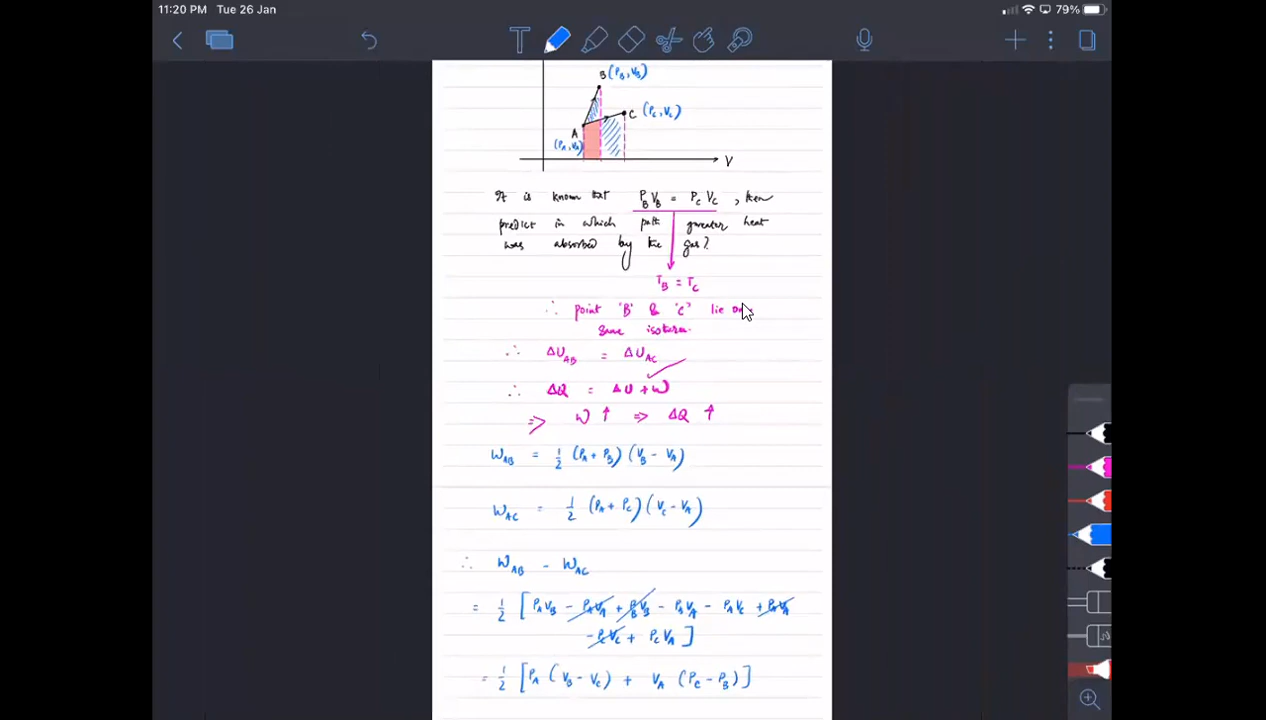 11:20 PM Tue 26 Jan
79%
T
B (P_B, V_B)
C (P_C, V_C)
A
(P_A, V_A)
V
It is known that P_B V_B = P_C V_C, then
predict in which path greater heat
was absorbed by the gas?
T_B = T_C
∴ point 'B' & 'C' lie on
same isotherm.
∴ ΔU_AB = ΔU_AC
∴ ΔQ = ΔU + W
=> W ↑ => ΔQ ↑
W_AB = 1/2 (P_A + P_B) (V_B - V_A)
W_AC = 1/2 (P_A + P_C) (V_C - V_A)
∴ W_AB - W_AC
= 1/2 [P_A V_B - P_A V_A + P_B V_B - P_B V_A - P_A V_C + P_A V_A
- P_C V_C + P_C V_A]
= 1/2 [P_A (V_B - V_C) + V_A (P_C - P_B)]